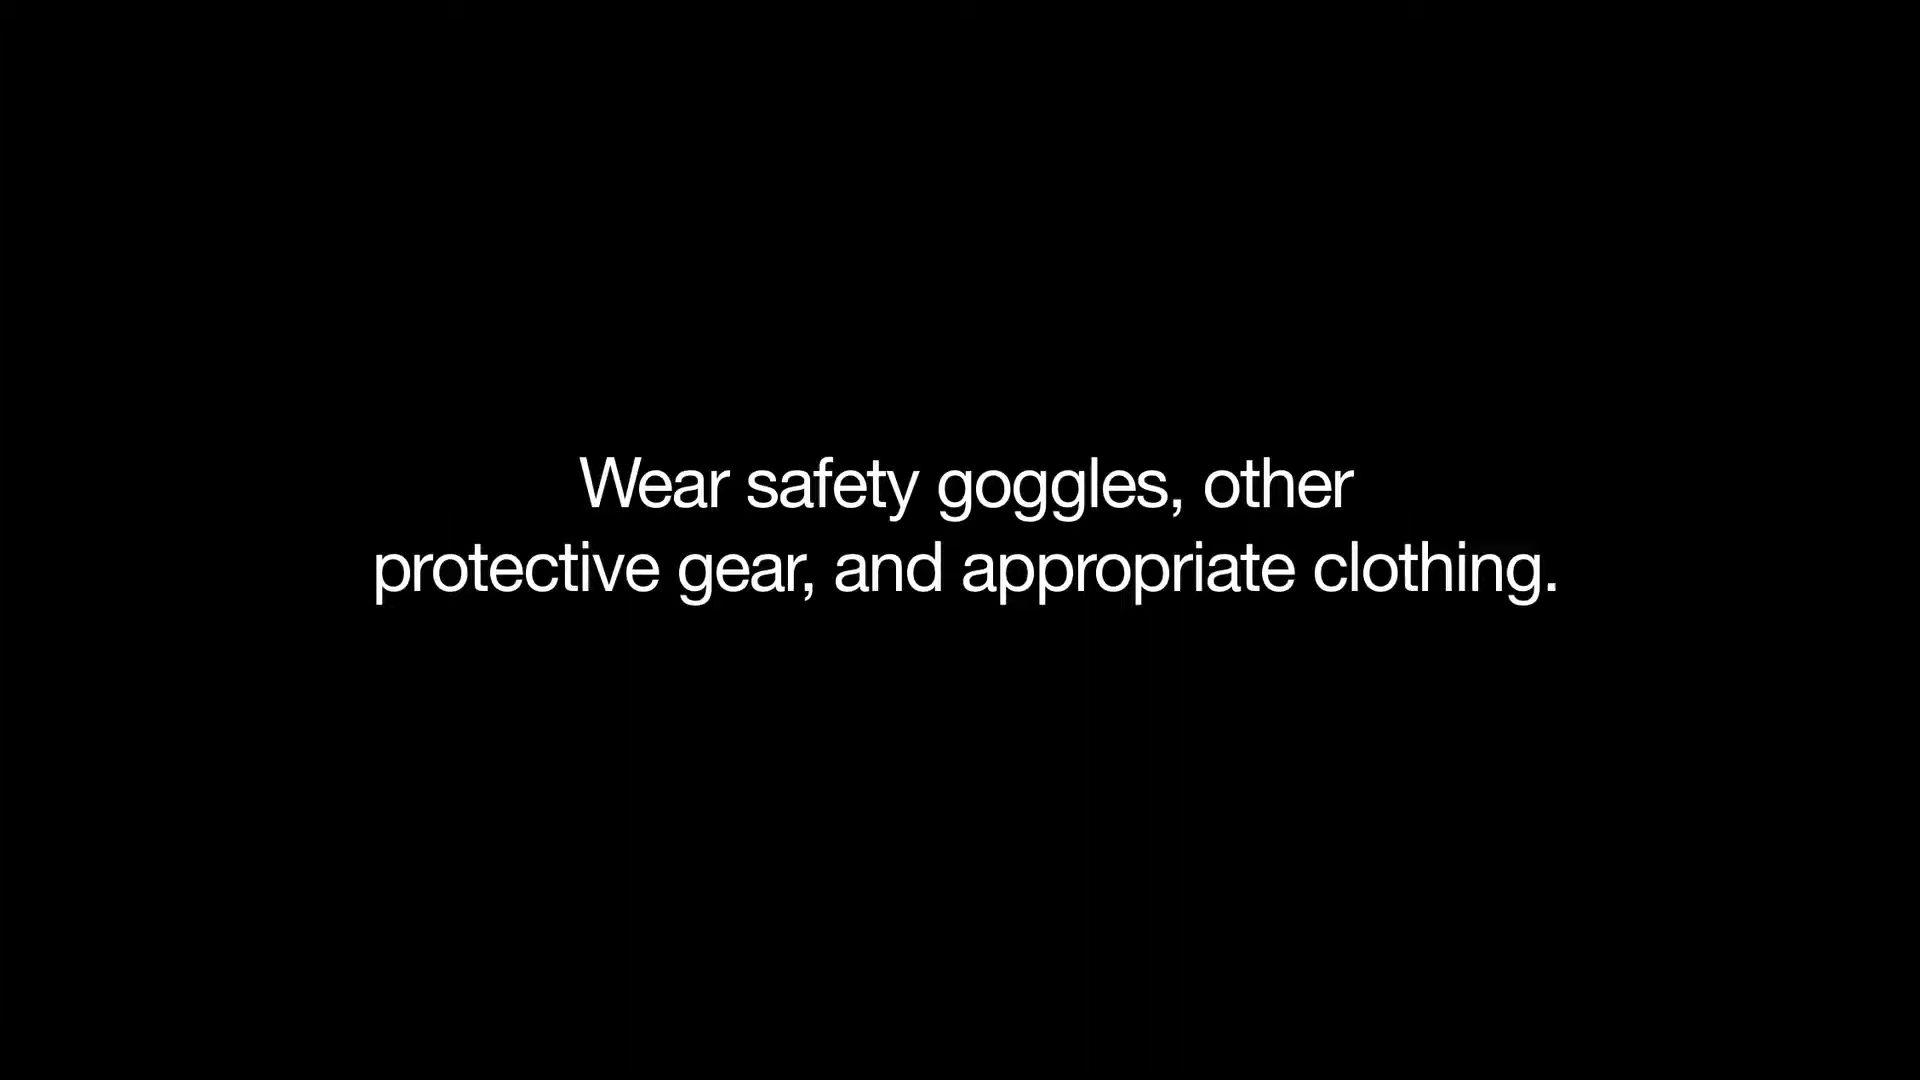 Wear safety goggles, other
protective gear, and appropriate clothing.